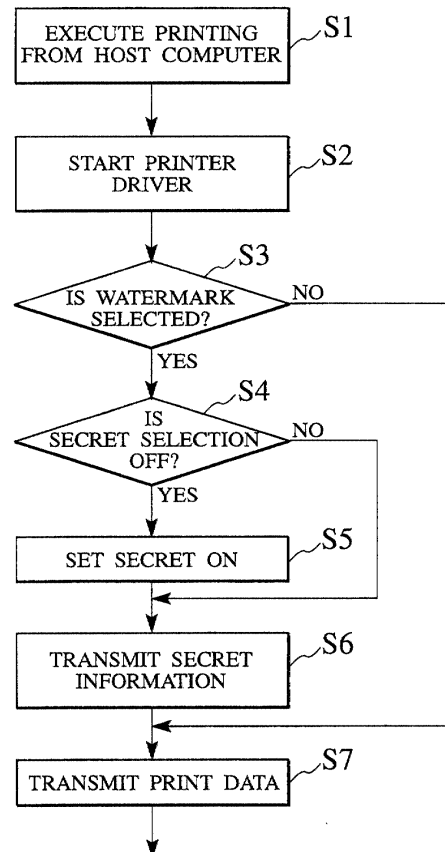 EXECUTE PRINTING
FROM HOST COMPUTER
S1
START PRINTER
DRIVER
S2
S3
IS WATERMARK
SELECTED?
NO
YES
S4
IS
SECRET SELECTION
OFF?
NO
YES
S5
SET SECRET ON
S6
TRANSMIT SECRET
INFORMATION
S7
TRANSMIT PRINT DATA